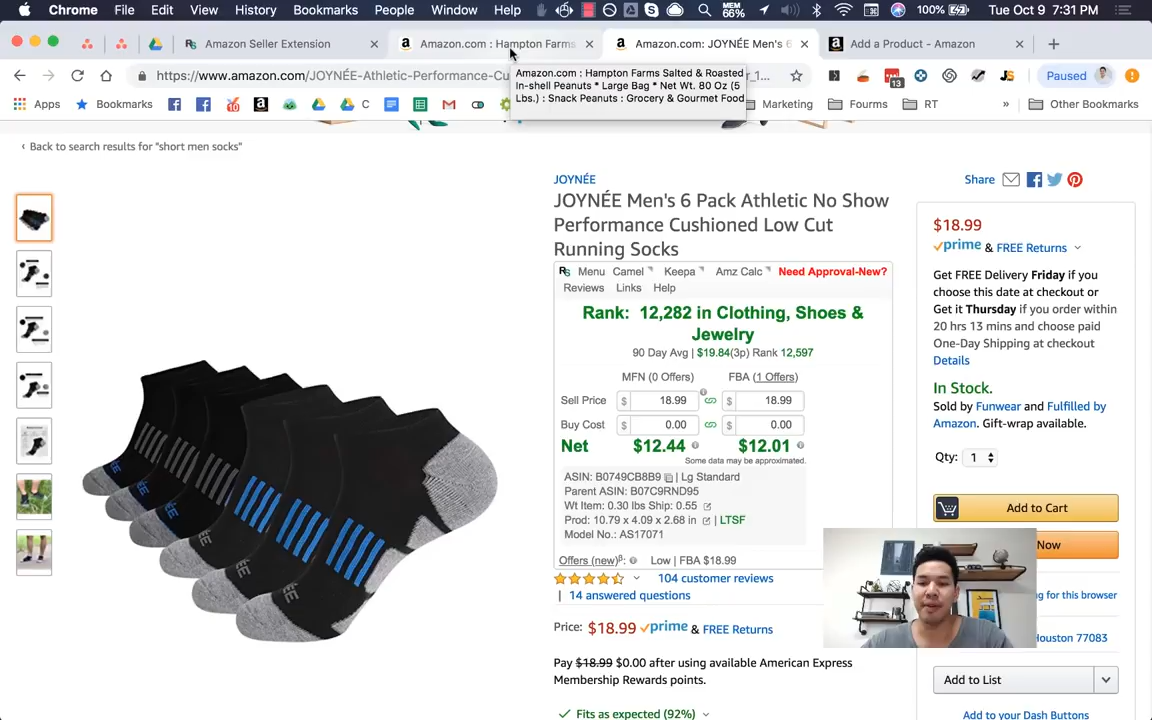 Chrome File Edit View History Bookmarks People Window Help MEM 66% 100% Tue Oct 9 7:31 PM
Amazon Seller Extension Amazon.com : Hampton Farms Amazon.com: JOYNÉE Men's 6 Add a Product - Amazon
https://www.amazon.com/JOYNÉE-Athletic-Performance-Cu 13 JS Paused
Amazon.com : Hampton Farms Salted & Roasted
In-shell Peanuts * Large Bag * Net Wt. 80 Oz (5
Lbs.) : Snack Peanuts : Grocery & Gourmet Food
Apps Bookmarks C Marketing Fourms RT » Other Bookmarks
‹ Back to search results for "short men socks"
JOYNÉE
Share
JOYNÉE Men's 6 Pack Athletic No Show
Performance Cushioned Low Cut
Running Socks
RS Menu Camel Keepa Amz Calc Need Approval-New?
Reviews Links Help
Rank: 12,282 in Clothing, Shoes &
Jewelry
90 Day Avg | $19.84(3p) Rank 12,597
MFN (0 Offers) FBA (1 Offers)
Sell Price $ 18.99 $ 18.99
Buy Cost $ 0.00 $ 0.00
Net $12.44 $12.01
Some data may be approximated.
ASIN: B0749CB8B9 | Lg Standard
Parent ASIN: B07C9RND95
Wt Item: 0.30 lbs Ship: 0.55
Prod: 10.79 x 4.09 x 2.68 in | LTSF
Model No.: AS17071
Offers (new)β: Low | FBA $18.99
104 customer reviews
| 14 answered questions
Price: $18.99 prime & FREE Returns
Pay $18.99 $0.00 after using available American Express
Membership Rewards points.
Fits as expected (92%)
$18.99
prime & FREE Returns
Get FREE Delivery Friday if you
choose this date at checkout or
Get it Thursday if you order within
20 hrs 13 mins and choose paid
One-Day Shipping at checkout
Details
In Stock.
Sold by Funwear and Fulfilled by
Amazon. Gift-wrap available.
Qty: 1
Add to Cart
Now
ng for this browser
Houston 77083
Add to List
Add to your Dash Buttons